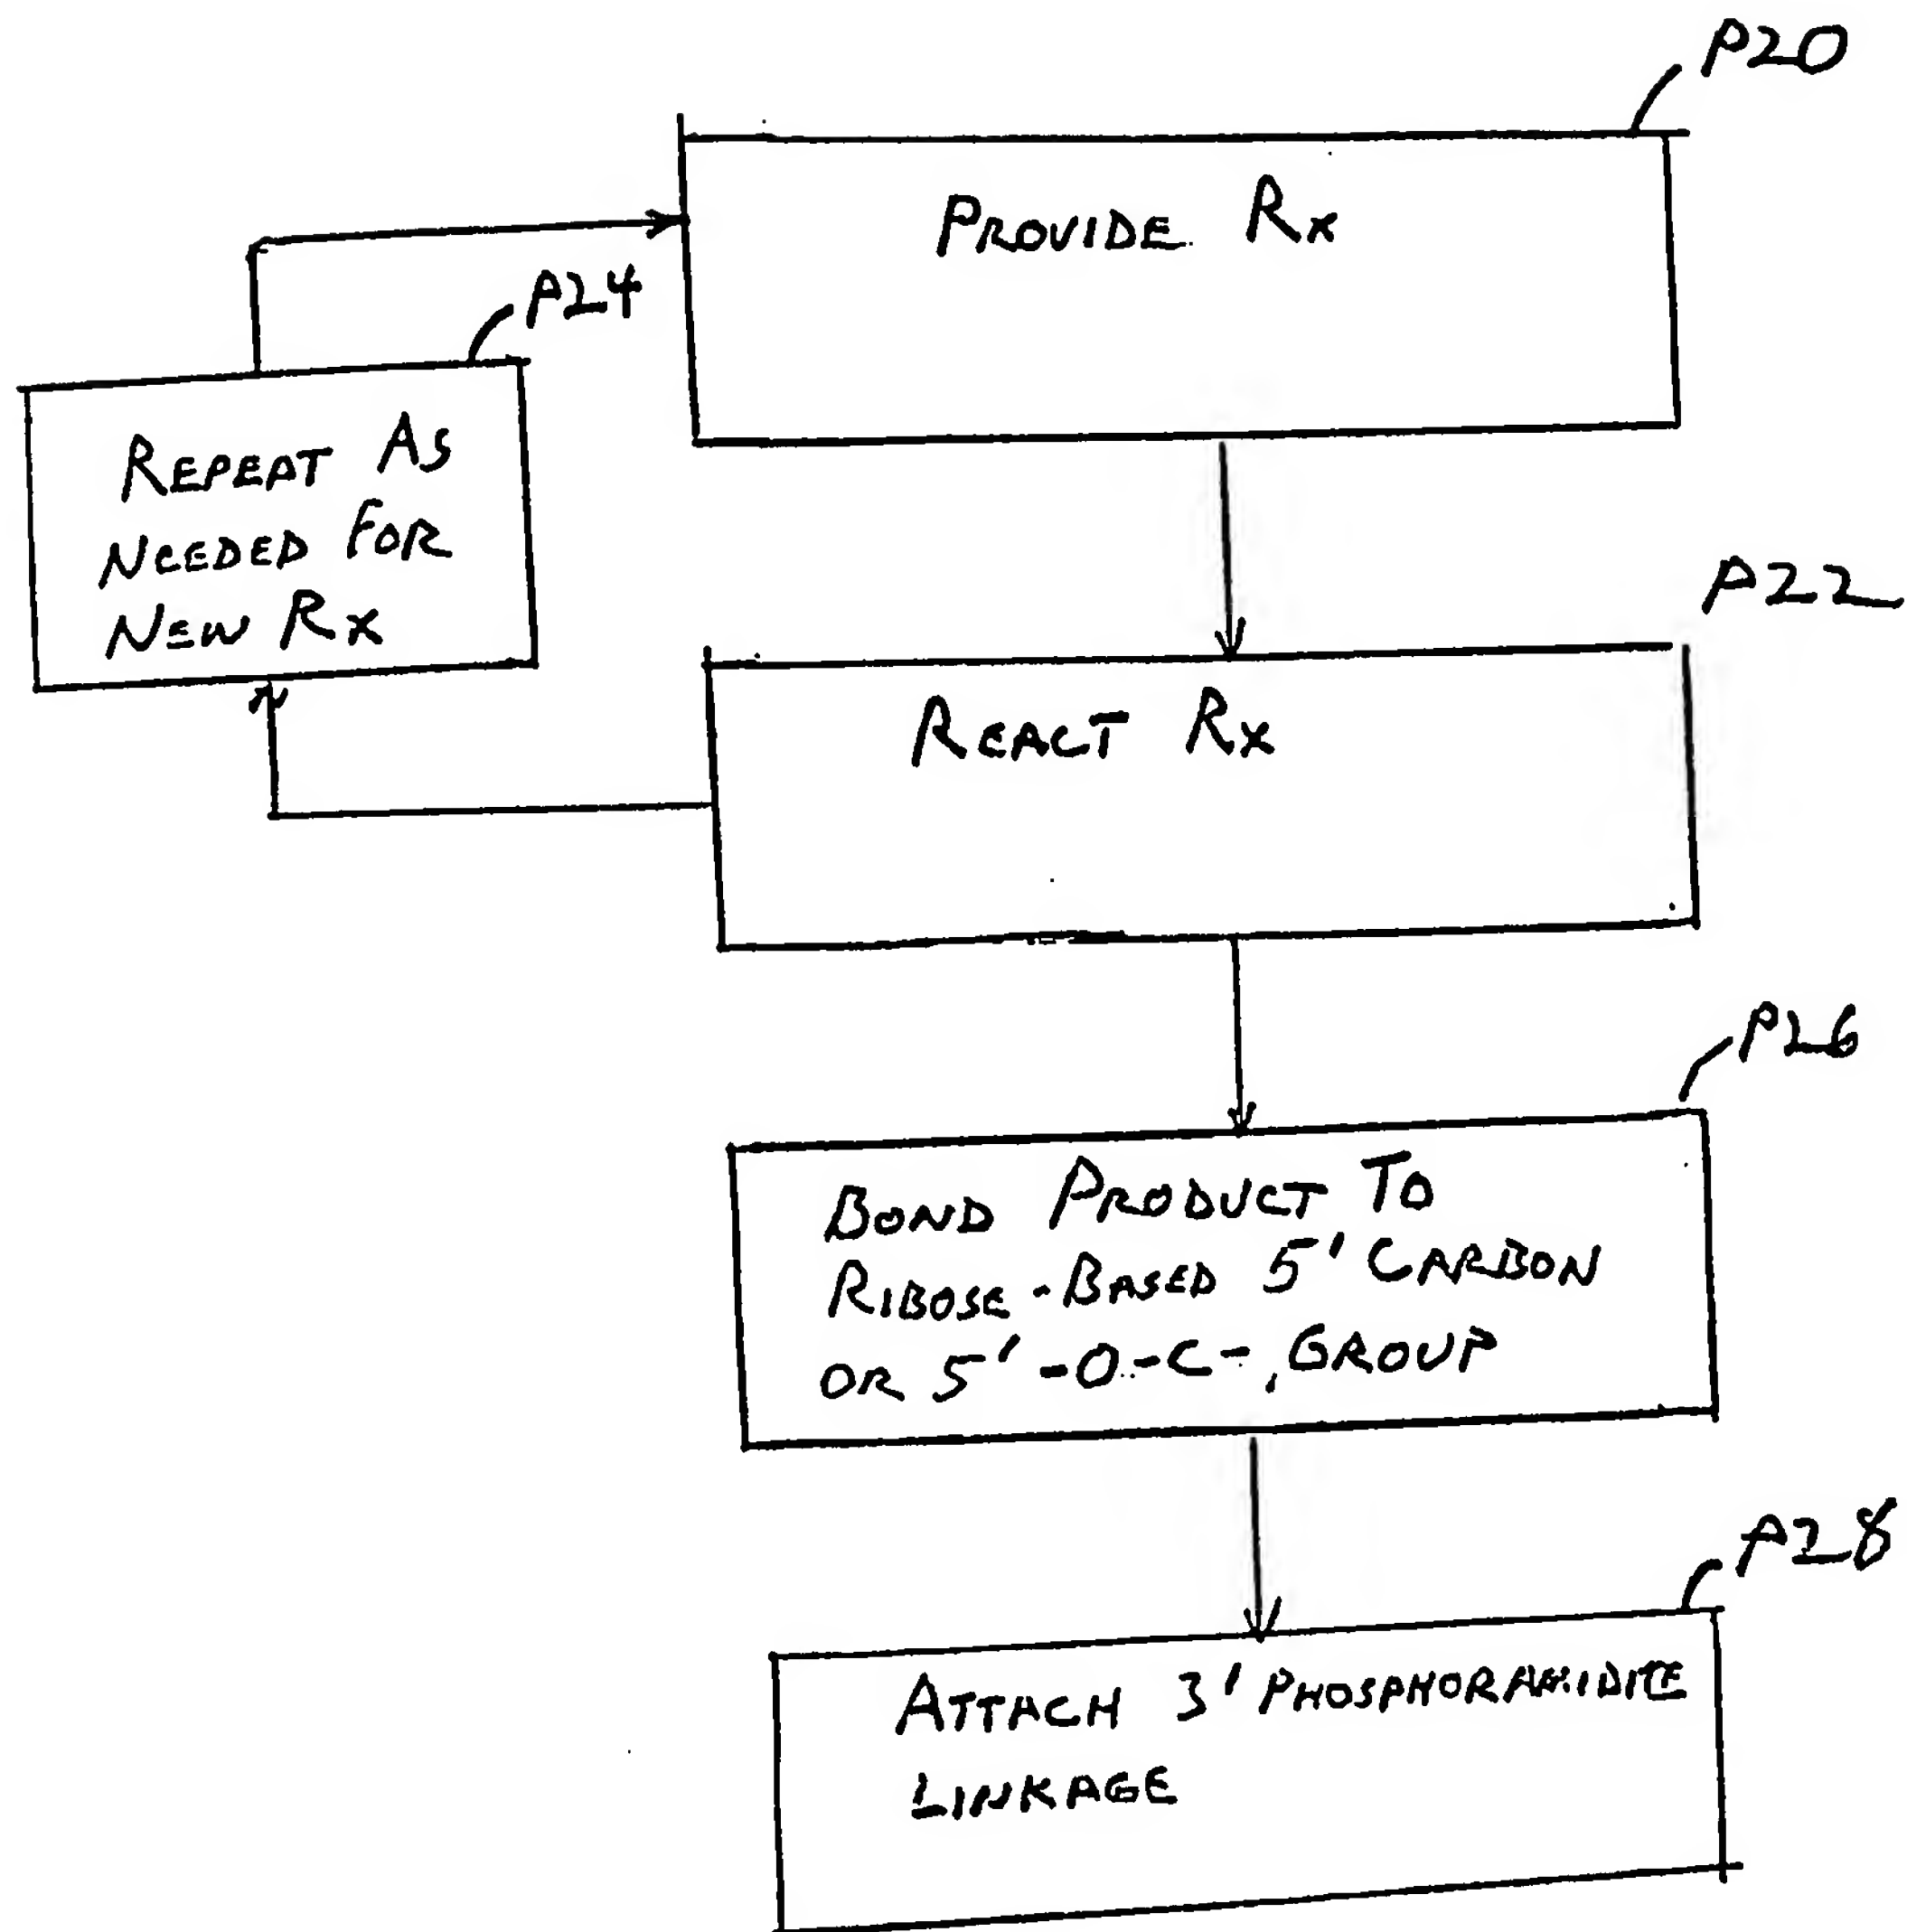 P20
PROVIDE Rx
P24
REPEAT AS
NEEDED FOR
NEW Rx
P22
REACT Rx
P26
BOND PRODUCT TO
RIBOSE-BASED 5' CARBON
OR 5'-O-C- GROUP
P28
ATTACH 3' PHOSPHORAMIDITE
LINKAGE